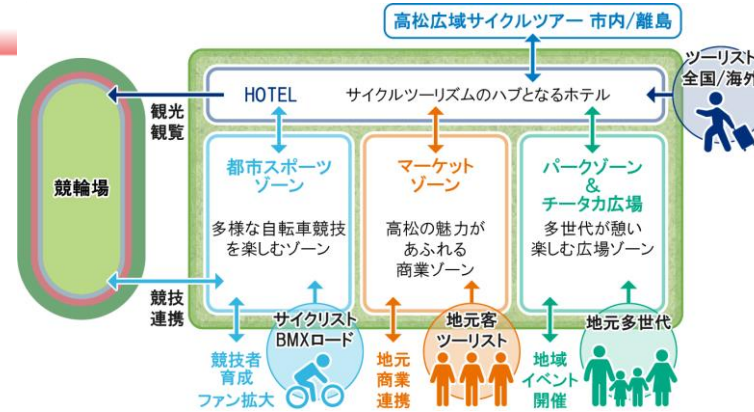 高松広域サイクルツアー 市内/離島
ツーリスト
全国/海外
HOTEL サイクルツーリズムのハブとなるホテル
観光
観覧
競輪場
都市スポーツ
ゾーン
多様な自転車競技
を楽しむゾーン
マーケット
ゾーン
高松の魅力が
あふれる
商業ゾーン
パークゾーン
&
チータカ広場
多世代が憩い
楽しむ広場ゾーン
競技
連携
サイクリスト
BMXロード
地元客
ツーリスト
地元多世代
競技者
育成
ファン拡大
地元
商業
連携
地域
イベント
開催